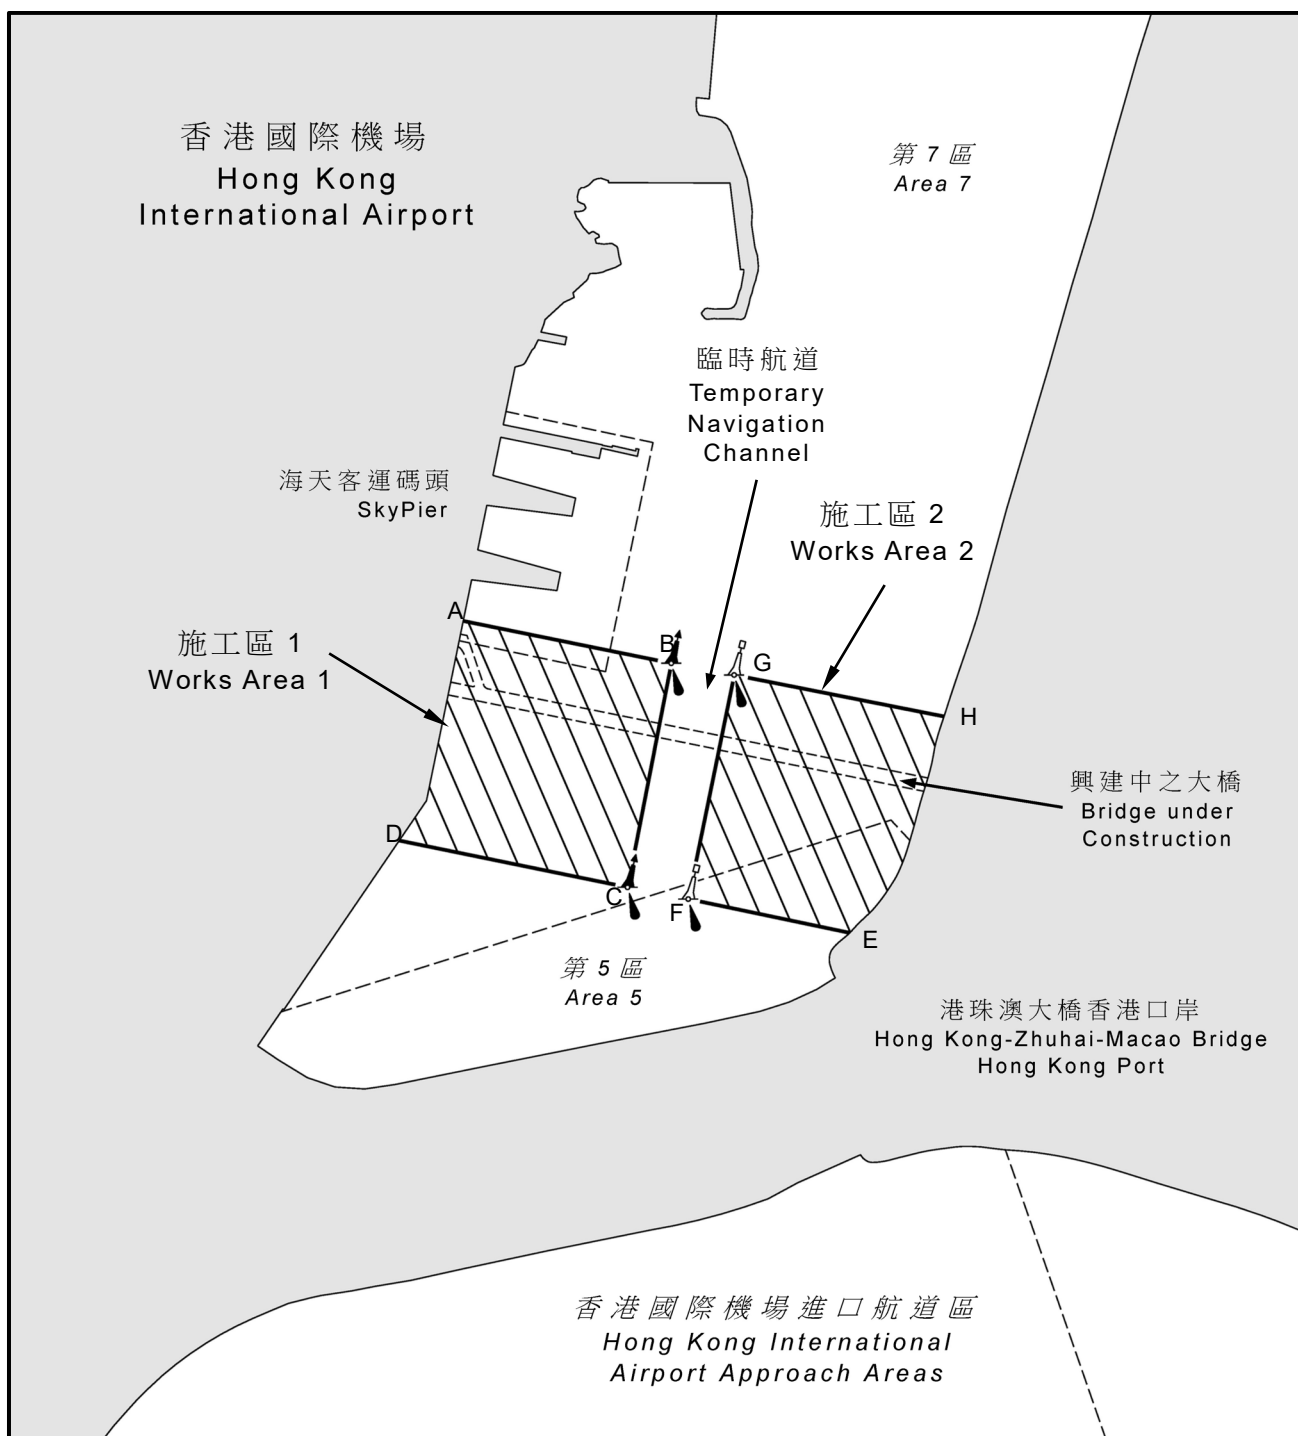 香港國際機場
Hong Kong
International Airport
第 7 區
Area 7
臨時航道
Temporary
Navigation
Channel
海天客運碼頭
SkyPier
施工區 2
Works Area 2
A
施工區 1
Works Area 1
B
G
H
興建中之大橋
Bridge under
Construction
D
C
F
E
第 5 區
Area 5
港珠澳大橋香港口岸
Hong Kong-Zhuhai-Macao Bridge
Hong Kong Port
香港國際機場進口航道區
Hong Kong International
Airport Approach Areas